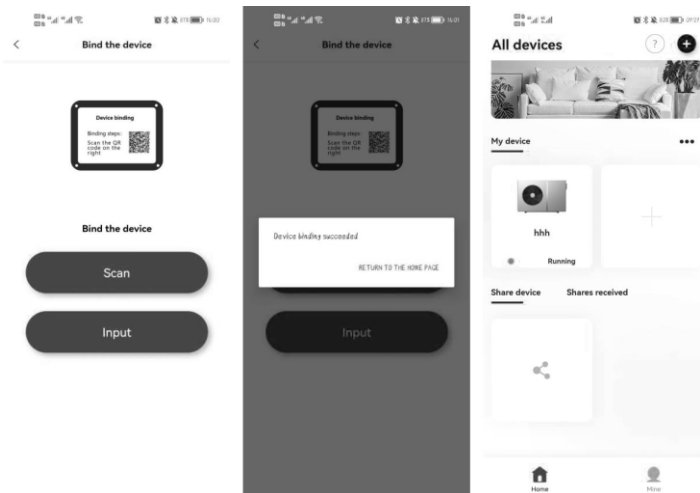 Bind the device
Device binding
Binding steps:
Scan the QR
code on the
right
Bind the device
Scan
Input
Bind the device
Device binding
Binding steps:
Scan the QR
code on the
right
Device binding succeeded
RETURN TO THE HOME PAGE
Input
All devices
?
My device
hhh
Running
Share device Shares received
Home Mine